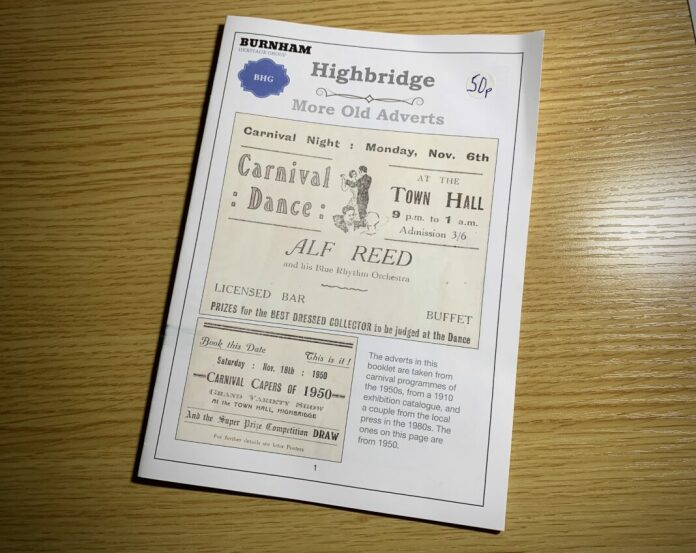 BURNHAM
HERITAGE GROUP
BHG
Highbridge
50p
More Old Adverts
Carnival Night : Monday, Nov. 6th
Carnival
: Dance :
AT THE
TOWN HALL
9 p.m. to 1 a.m.
Admission 3/6
ALF REED
and his Blue Rhythm Orchestra
LICENSED BAR
BUFFET
PRIZES for the BEST DRESSED COLLECTOR to be judged at the Dance
Book this Date
This is it!
Saturday : Nov. 18th : 1950
CARNIVAL CAPERS OF 1950
GRAND VARIETY SHOW
At the TOWN HALL, HIGHBRIDGE
And the Super Prize Competition DRAW
For further details see later Posters
The adverts in this
booklet are taken from
carnival programmes of
the 1950s, from a 1910
exhibition catalogue, and
a couple from the local
press in the 1980s. The
ones on this page are
from 1950.
1